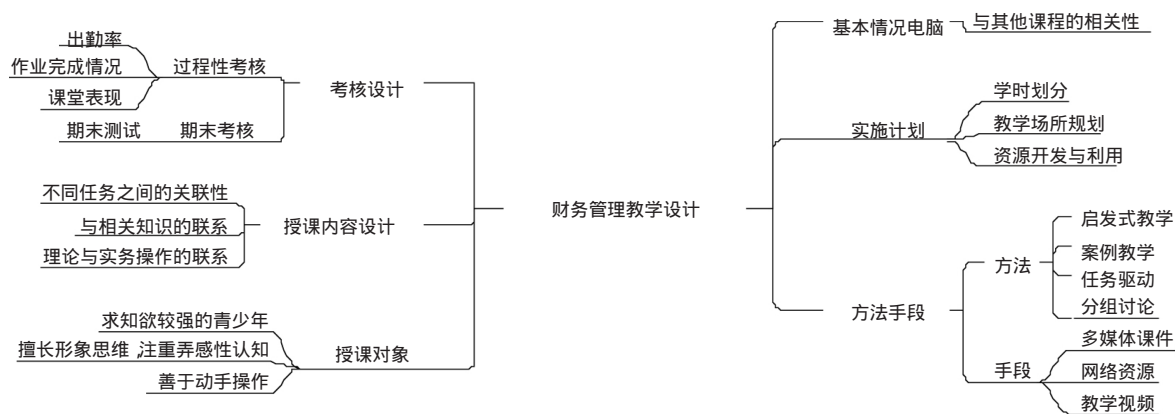 出勤率
作业完成情况
课堂表现
过程性考核
期末测试
期末考核
考核设计
不同任务之间的关联性
与相关知识的联系
理论与实务操作的联系
授课内容设计
求知欲较强的青少年
擅长形象思维,注重弄感性认知
善于动手操作
授课对象
财务管理教学设计
基本情况电脑
与其他课程的相关性
实施计划
学时划分
教学场所规划
资源开发与利用
方法手段
方法
启发式教学
案例教学
任务驱动
分组讨论
手段
多媒体课件
网络资源
教学视频